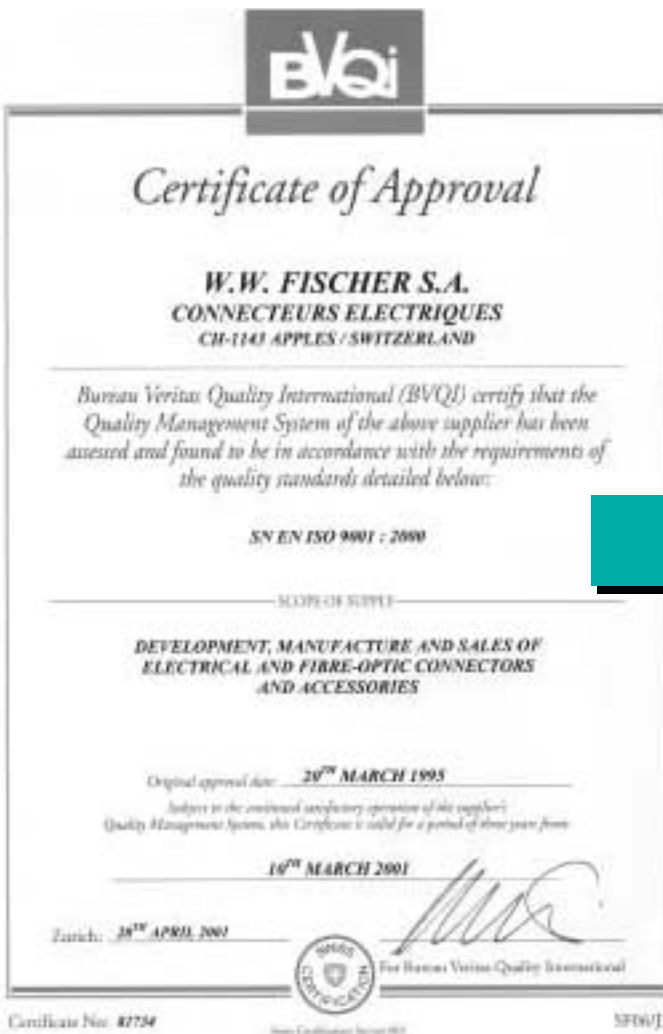 BVQi
Certificate of Approval
W.W. FISCHER S.A.
CONNECTEURS ELECTRIQUES
CH-1143 APPLES / SWITZERLAND
Bureau Veritas Quality International (BVQI) certify that the
Quality Management System of the above supplier has been
assessed and found to be in accordance with the requirements of
the quality standards detailed below:
SN EN ISO 9001 : 2000
SCOPE OF SUPPLY
DEVELOPMENT, MANUFACTURE AND SALES OF
ELECTRICAL AND FIBRE-OPTIC CONNECTORS
AND ACCESSORIES
Original approval date: 20TH MARCH 1995
Subject to the continued satisfactory operation of the supplier's
Quality Management System, this Certificate is valid for a period of three years from:
10TH MARCH 2001
Zurich: 28TH APRIL 2001
SWISS CERTIFICATION
For Bureau Veritas Quality International
Certificate No: 81734